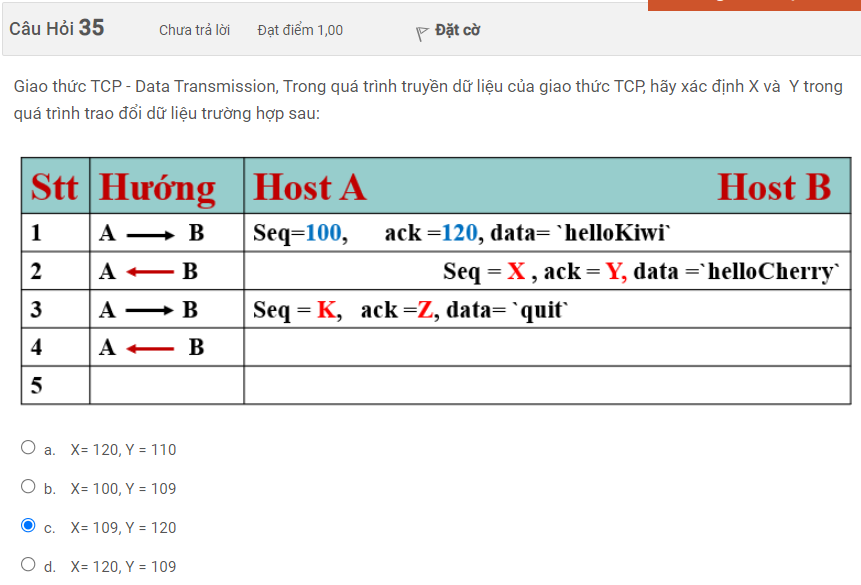 Câu Hỏi 35 Chưa trả lời Đạt điểm 1,00 Đặt cờ
Giao thức TCP - Data Transmission, Trong quá trình truyền dữ liệu của giao thức TCP, hãy xác định X và Y trong
quá trình trao đổi dữ liệu trường hợp sau:
Stt Hướng Host A Host B
1 A B Seq=100, ack =120, data= `helloKiwi`
2 A B Seq = X , ack = Y, data =`helloCherry`
3 A B Seq = K, ack =Z, data= `quit`
4 A B
5
a. X= 120, Y = 110
b. X= 100, Y = 109
c. X= 109, Y = 120
d. X= 120, Y = 109